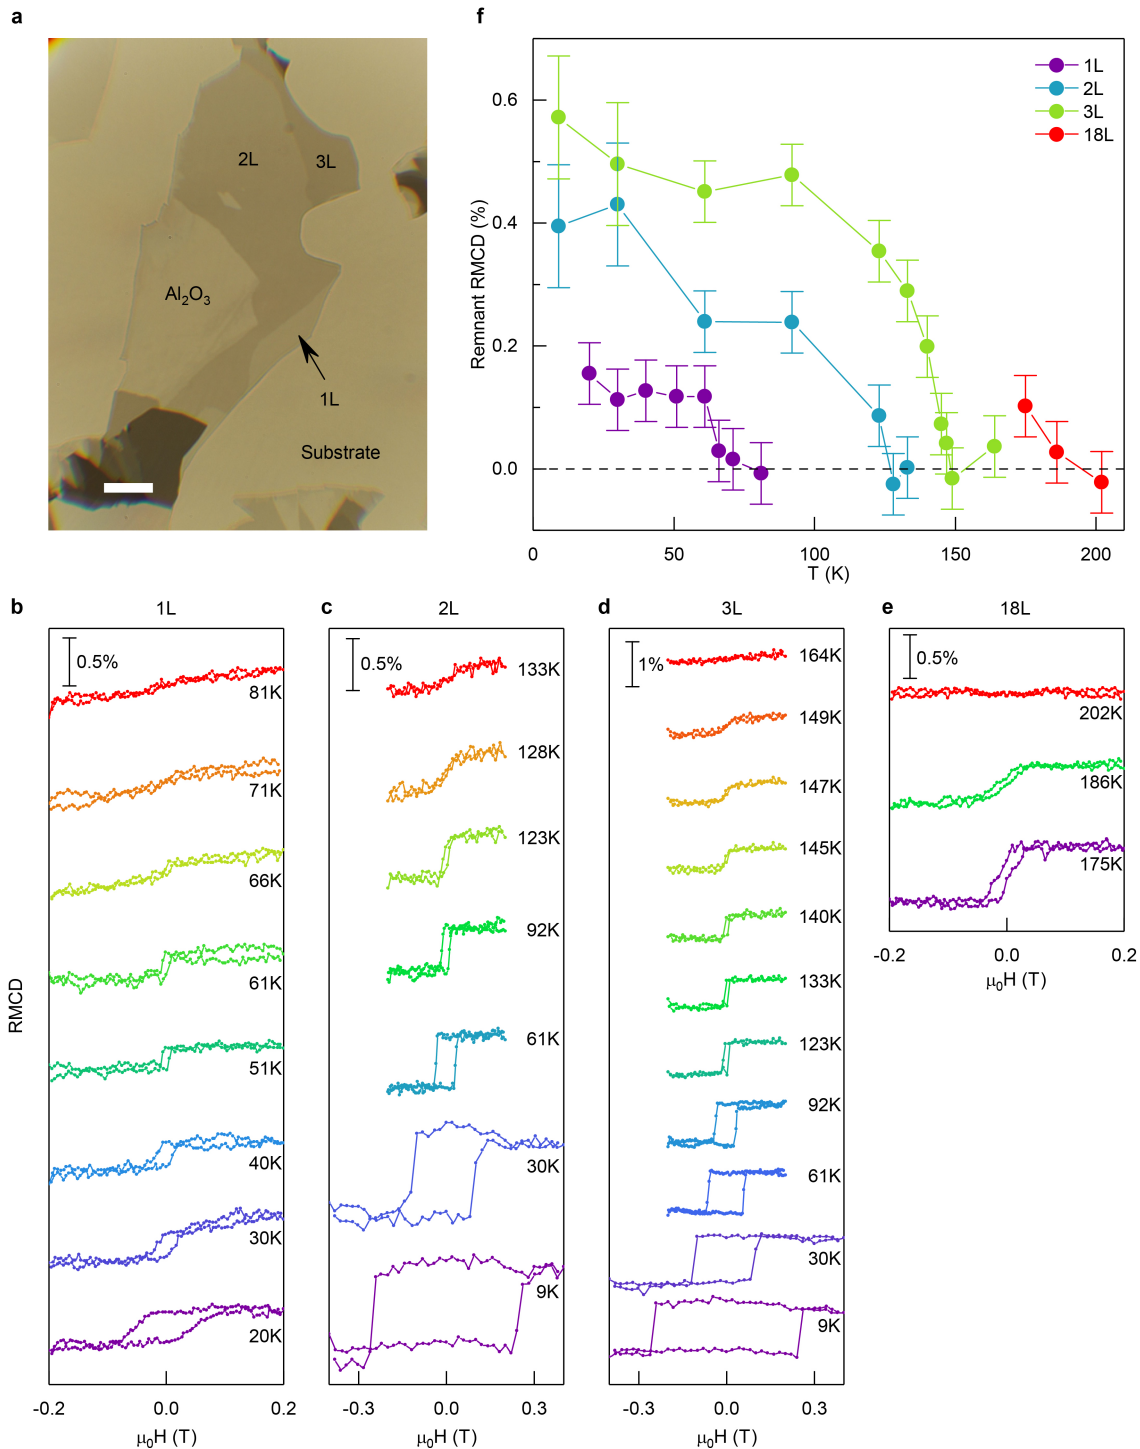 a
2L
3L
Al2O3
1L
Substrate
f
1L
2L
3L
18L
0.6
0.4
0.2
0.0
Remnant RMCD (%)
0
50
100
150
200
T (K)
b
1L
0.5%
81K
71K
66K
61K
51K
40K
30K
20K
RMCD
-0.2
0.0
0.2
μ0H (T)
c
2L
0.5%
133K
128K
123K
92K
61K
30K
9K
-0.3
0.0
0.3
μ0H (T)
d
3L
1%
164K
149K
147K
145K
140K
133K
123K
92K
61K
30K
9K
-0.3
0.0
0.3
μ0H (T)
e
18L
0.5%
202K
186K
175K
-0.2
0.0
0.2
μ0H (T)